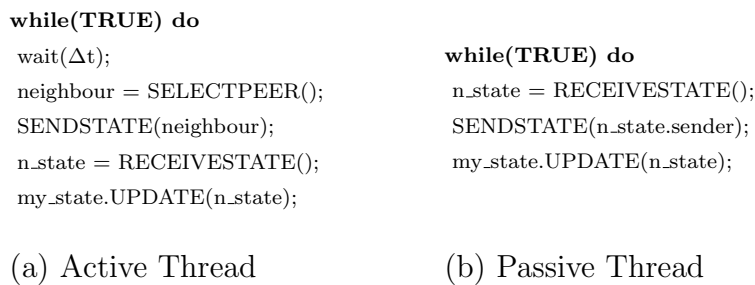 while(TRUE) do
wait(Δt);
neighbour = SELECTPEER();
SENDSTATE(neighbour);
n_state = RECEIVESTATE();
my_state.UPDATE(n_state);
(a) Active Thread
while(TRUE) do
n_state = RECEIVESTATE();
SENDSTATE(n_state.sender);
my_state.UPDATE(n_state);
(b) Passive Thread